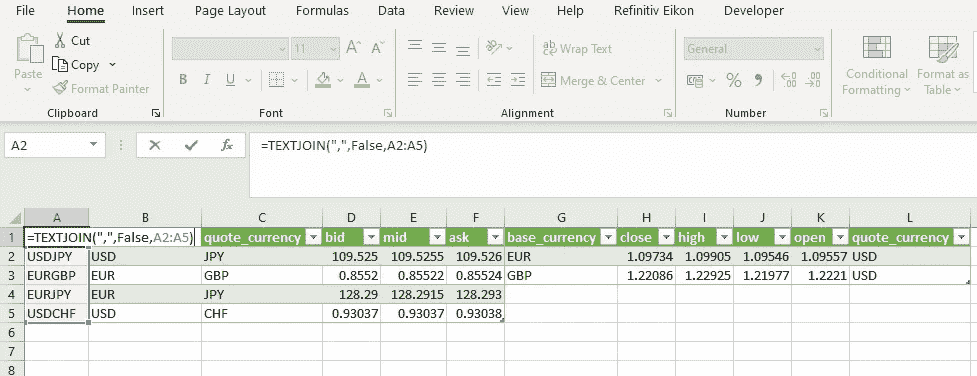 File Home Insert Page Layout Formulas Data Review View Help Refinitiv Eikon Developer
Cut
Copy
Paste
Format Painter
Clipboard
11 A^ A˅
B I U A
Font
ab Wrap Text
Merge & Center
Alignment
General
% 9
Number
Conditional Formatting
Format as Table
A2 fx =TEXTJOIN(",",False,A2:A5)
A B C D E F G H I J K L
1 =TEXTJOIN(",",False,A2:A5) quote_currency bid mid ask base_currency close high low open quote_currency
2 USDJPY USD JPY 109.525 109.5255 109.526 EUR 1.09734 1.09905 1.09546 1.09557 USD
3 EURGBP EUR GBP 0.8552 0.85522 0.85524 GBP 1.22086 1.22925 1.21977 1.2221 USD
4 EURJPY EUR JPY 128.29 128.2915 128.293
5 USDCHF USD CHF 0.93037 0.93037 0.93038
6
7
8